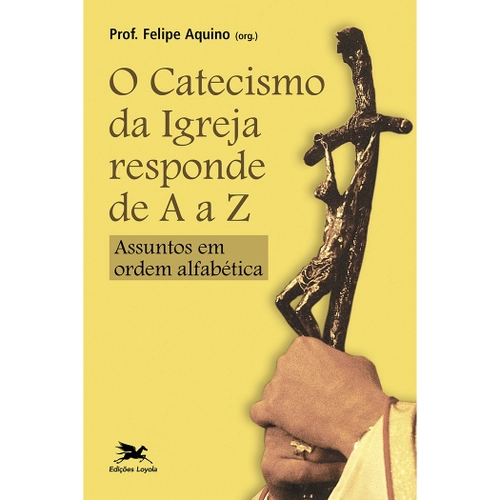 Prof. Felipe Aquino (org.)
O Catecismo
da Igreja
responde
de A a Z
Assuntos em
ordem alfabética
Edições Loyola